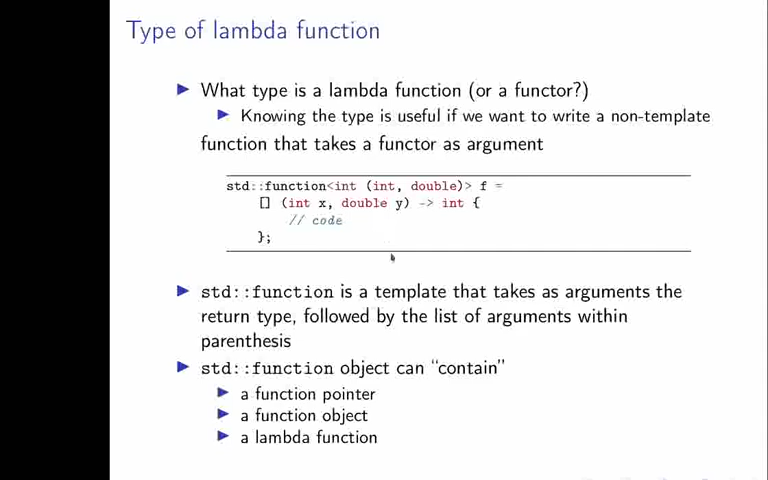 Type of lambda function
▶ What type is a lambda function (or a functor?)
▶ Knowing the type is useful if we want to write a non-template
function that takes a functor as argument
std::function<int (int, double)> f =
[] (int x, double y) -> int {
// code
};
▶ std::function is a template that takes as arguments the
return type, followed by the list of arguments within
parenthesis
▶ std::function object can “contain”
▶ a function pointer
▶ a function object
▶ a lambda function